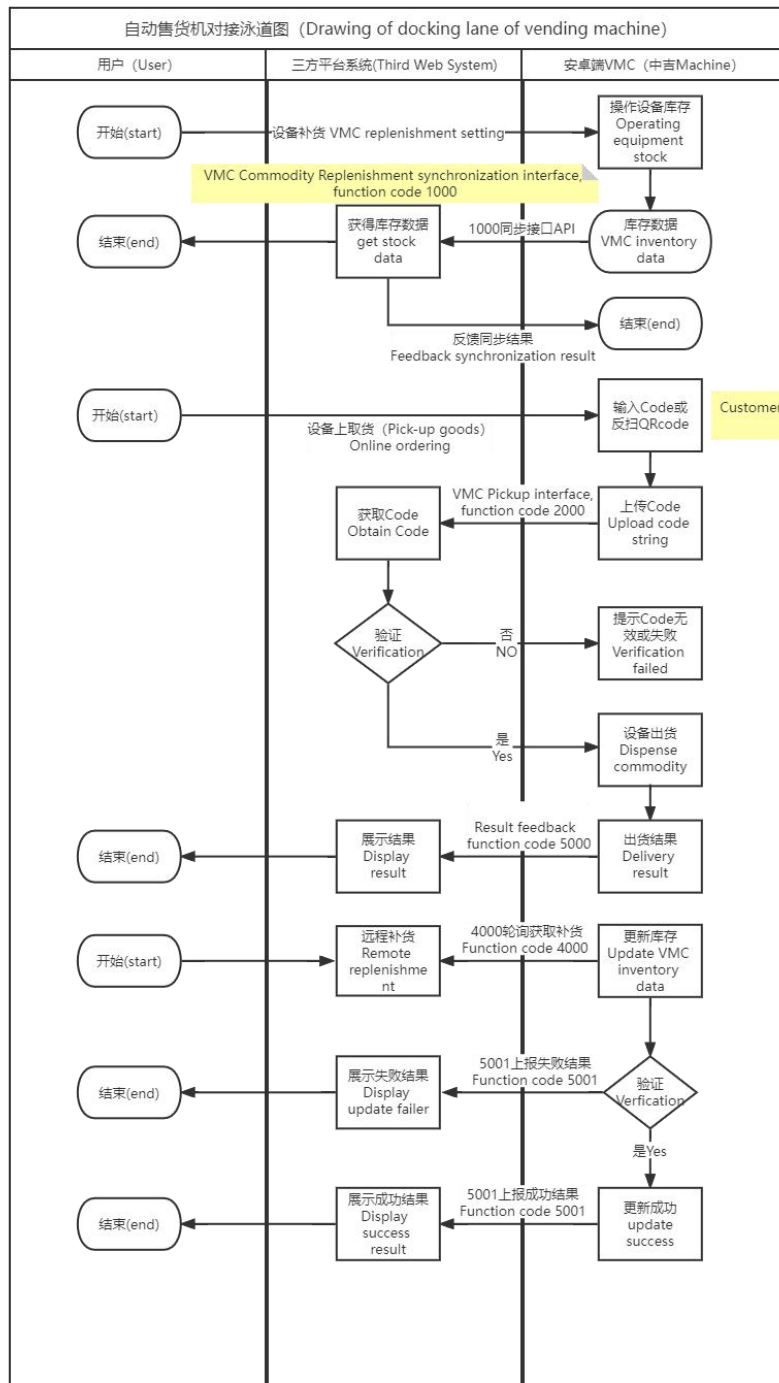 自动售货机对接泳道图（Drawing of docking lane of vending machine）
用户（User）
三方平台系统(Third Web System)
安卓端VMC（中吉Machine）
开始(start)
设备补货 VMC replenishment setting
操作设备库存
Operating
equipment
stock
VMC Commodity Replenishment synchronization interface,
function code 1000
结束(end)
获得库存数据
get stock
data
1000同步接口API
库存数据
VMC inventory
data
反馈同步结果
Feedback synchronization result
结束(end)
开始(start)
设备上取货（Pick-up goods）
Online ordering
输入Code或
反扫QRcode
Customer
获取Code
Obtain Code
VMC Pickup interface,
function code 2000
上传Code
Upload code
string
验证
Verification
否
NO
提示Code无
效或失败
Verification
failed
是
Yes
设备出货
Dispense
commodity
结束(end)
展示结果
Display
result
Result feedback
function code 5000
出货结果
Delivery
result
开始(start)
远程补货
Remote
replenishme
nt
4000轮询获取补货
Function code 4000
更新库存
Update VMC
inventory
data
结束(end)
展示失败结果
Display
update failer
5001上报失败结果
Function code 5001
验证
Verfication
是Yes
结束(end)
展示成功结果
Display
success
result
5001上报成功结果
Function code 5001
更新成功
update
success